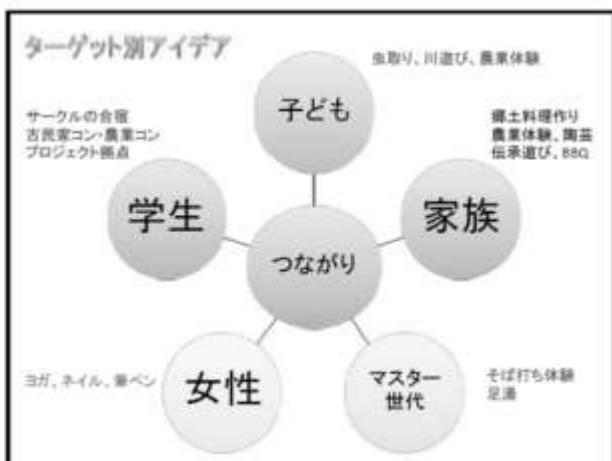 ターゲット別アイデア
虫取り、川遊び、農業体験
子ども
サークルの合宿
古民家コン・農業コン
プロジェクト拠点
郷土料理作り
農業体験、陶芸
伝承遊び、BBQ
学生
家族
つながり
ヨガ、ネイル、筆ペン
女性
マスター
世代
そば打ち体験
足湯